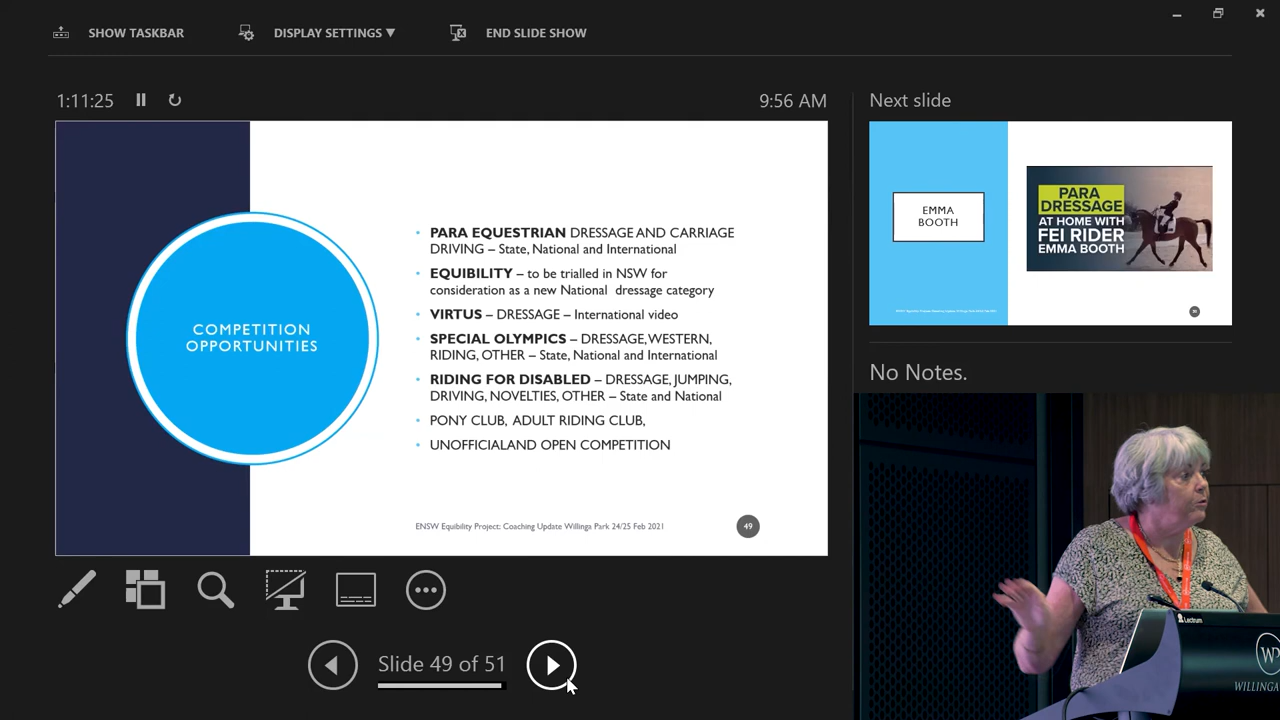 SHOW TASKBAR
DISPLAY SETTINGS ▼
END SLIDE SHOW
1:11:25
9:56 AM
COMPETITION
OPPORTUNITIES
• PARA EQUESTRIAN DRESSAGE AND CARRIAGE
DRIVING – State, National and International
• EQUIBILITY – to be trialled in NSW for
consideration as a new National dressage category
• VIRTUS – DRESSAGE – International video
• SPECIAL OLYMPICS – DRESSAGE, WESTERN,
RIDING, OTHER – State, National and International
• RIDING FOR DISABLED – DRESSAGE, JUMPING,
DRIVING, NOVELTIES, OTHER – State and National
• PONY CLUB, ADULT RIDING CLUB,
• UNOFFICIALAND OPEN COMPETITION
ENSW Equibility Project: Coaching Update Willinga Park 24/25 Feb 2021
49
Slide 49 of 51
Next slide
EMMA
BOOTH
PARA
DRESSAGE
AT HOME WITH
FEI RIDER
EMMA BOOTH
No Notes.
Lectrum
WP
WILLINGA